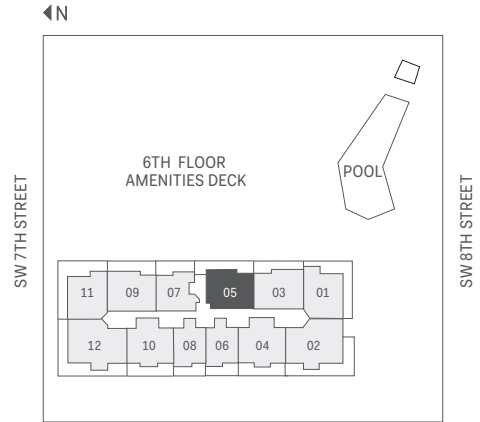 N
6TH FLOOR
AMENITIES DECK
POOL
SW 7TH STREET
SW 8TH STREET
11 09 07 05 03 01
12 10 08 06 04 02